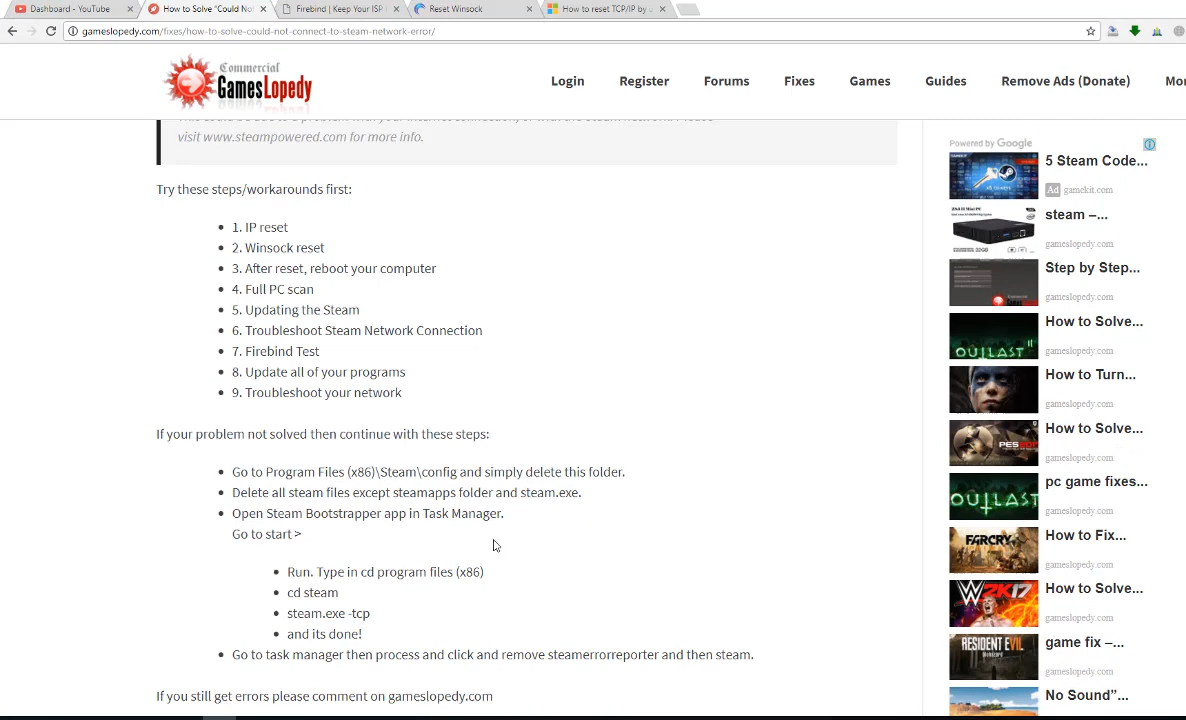 Dashboard - YouTube
How to Solve "Could No
Firebind | Keep Your ISP
Reset Winsock
How to reset TCP/IP by
gameslopedy.com/fixes/how-to-solve-could-not-connect-to-steam-network-error/
Commercial
GamesLopedy
Login
Register
Forums
Fixes
Games
Guides
Remove Ads (Donate)
Mor
visit www.steampowered.com for more info.
Try these steps/workarounds first:
1. IP reset
2. Winsock reset
3. After reset, reboot your computer
4. Full PC scan
5. Updating the Steam
6. Troubleshoot Steam Network Connection
7. Firebind Test
8. Update all of your programs
9. Troubleshoot your network
If your problem not solved then continue with these steps:
Go to Program Files (x86)\Steam\config and simply delete this folder.
Delete all steam files except steamapps folder and steam.exe.
Open Steam Bootstrapper app in Task Manager.
Go to start >
Run. Type in cd program files (x86)
cd steam
steam.exe -tcp
and its done!
Go to task manager then process and click and remove steamerrorreporter and then steam.
If you still get errors please comment on gameslopedy.com
Powered by Google
5 Steam Code...
Ad gamekit.com
steam –...
gameslopedy.com
Step by Step...
gameslopedy.com
OUTLAST II
How to Solve...
gameslopedy.com
How to Turn...
gameslopedy.com
PES201
How to Solve...
gameslopedy.com
OUTLAST
pc game fixes...
gameslopedy.com
FARCRY
How to Fix...
gameslopedy.com
W 2K17
How to Solve...
gameslopedy.com
RESIDENT EVIL
game fix –...
gameslopedy.com
No Sound”...
gameslopedy.com